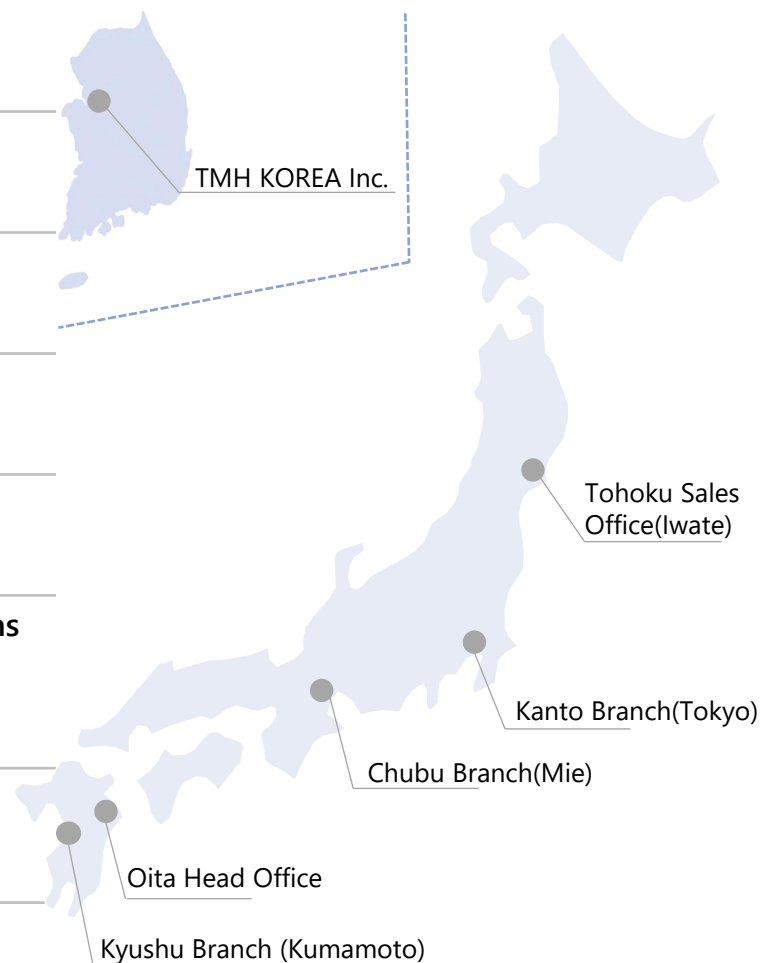 TMH KOREA Inc.
Tohoku Sales
Office(Iwate)
ns
Kanto Branch(Tokyo)
Chubu Branch(Mie)
Oita Head Office
Kyushu Branch (Kumamoto)